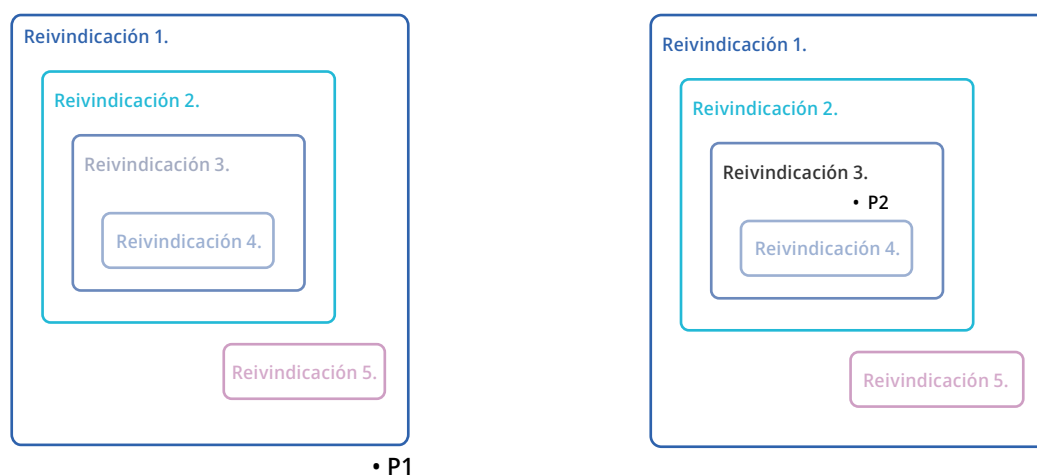 Reivindicación 1.
Reivindicación 2.
Reivindicación 3.
Reivindicación 4.
Reivindicación 5.
• P1
Reivindicación 1.
Reivindicación 2.
Reivindicación 3.
• P2
Reivindicación 4.
Reivindicación 5.